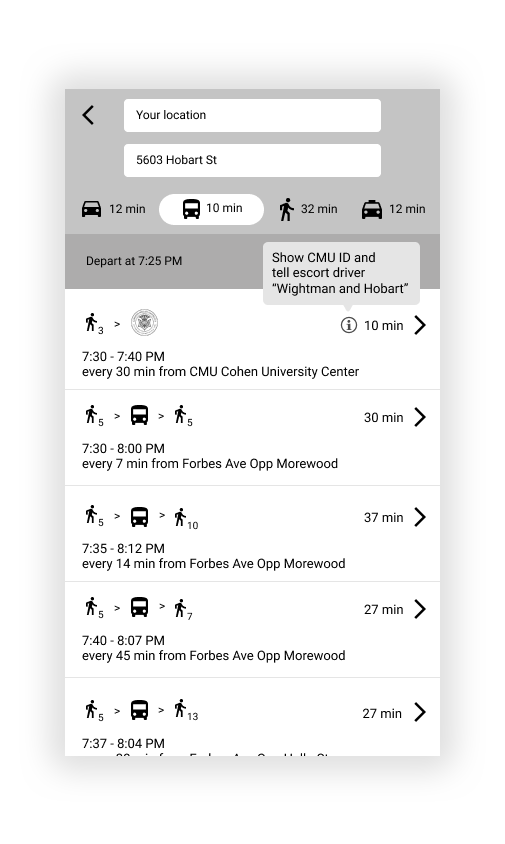 Your location
5603 Hobart St
12 min
10 min
32 min
12 min
Depart at 7:25 PM
Show CMU ID and
tell escort driver
“Wightman and Hobart”
3 >
10 min
7:30 - 7:40 PM
every 30 min from CMU Cohen University Center
5 > > 5
30 min
7:30 - 8:00 PM
every 7 min from Forbes Ave Opp Morewood
5 > > 10
37 min
7:35 - 8:12 PM
every 14 min from Forbes Ave Opp Morewood
5 > > 7
27 min
7:40 - 8:07 PM
every 45 min from Forbes Ave Opp Morewood
5 > > 13
27 min
7:37 - 8:04 PM